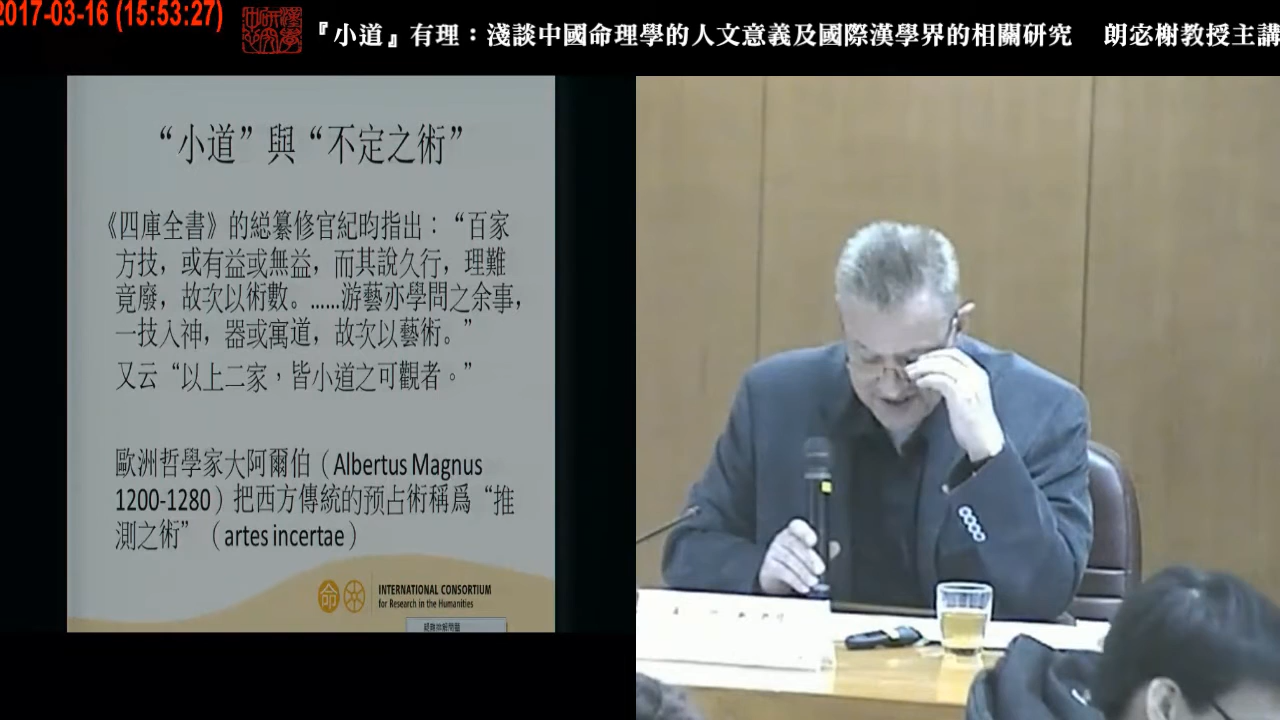 2017-03-16 (15:53:27)
『小道』有理：淺談中國命理學的人文意義及國際漢學界的相關研究 朗宓榭教授主講
“小道”與“不定之術”
《四庫全書》的総纂修官紀昀指出：“百家
方技，或有益或無益，而其說久行，理難
竟廢，故次以術數。......游藝亦學問之余事，
一技入神，器或寓道，故次以藝術。”
又云“以上二家，皆小道之可觀者。”
歐洲哲學家大阿爾伯（Albertus Magnus
1200-1280）把西方傳統的预占術稱爲“推
測之術”（artes incertae）
命
INTERNATIONAL CONSORTIUM
for Research in the Humanities